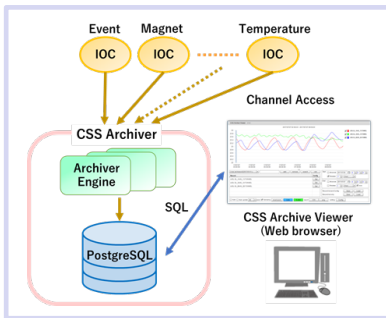 Event Magnet Temperature
IOC IOC IOC
Channel Access
CSS Archiver
Archiver
Engine
SQL
PostgreSQL
CSS Archive Viewer
(Web browser)